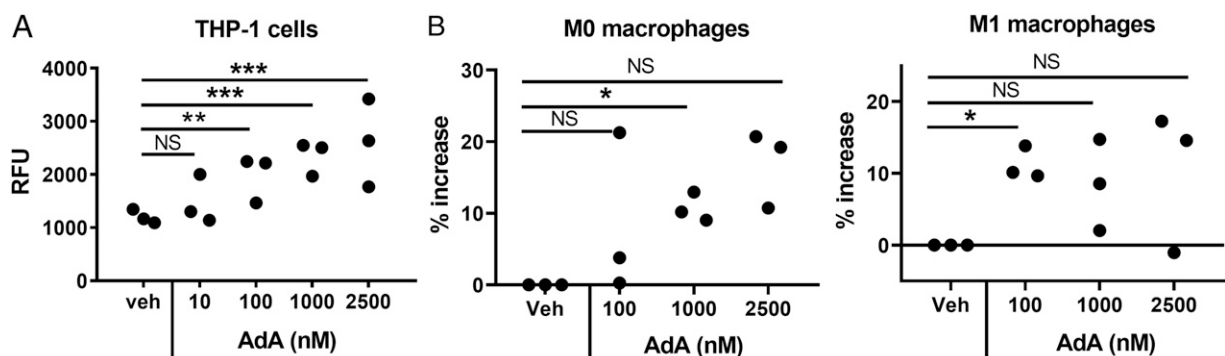 A
THP-1 cells
RFU
4000
3000
2000
1000
0
***
***
**
NS
veh
10
100
1000
2500
AdA (nM)
B
M0 macrophages
% increase
30
20
10
0
NS
*
NS
Veh
100
1000
2500
AdA (nM)
M1 macrophages
% increase
20
10
0
NS
NS
*
Veh
100
1000
2500
AdA (nM)